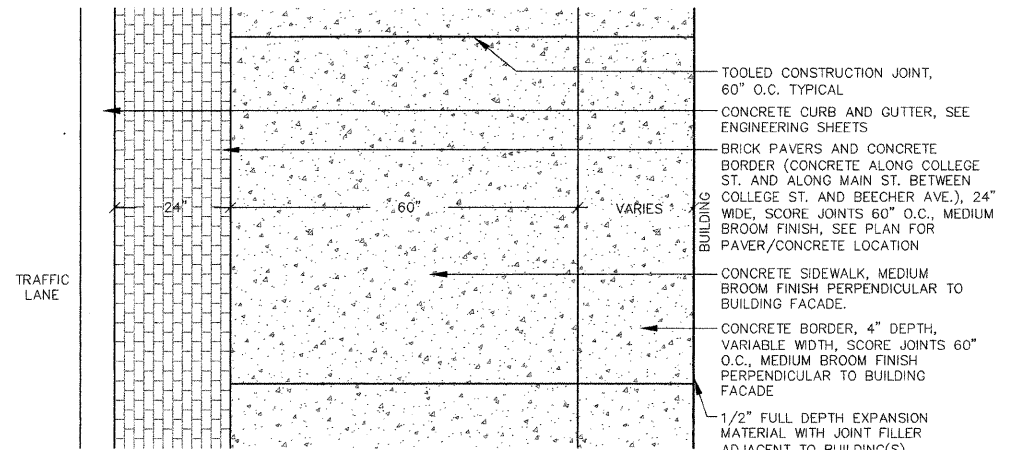 TOOLED CONSTRUCTION JOINT,
60" O.C. TYPICAL
CONCRETE CURB AND GUTTER, SEE
ENGINEERING SHEETS
BRICK PAVERS AND CONCRETE
BORDER (CONCRETE ALONG COLLEGE
ST. AND ALONG MAIN ST. BETWEEN
COLLEGE ST. AND BEECHER AVE.), 24"
WIDE, SCORE JOINTS 60" O.C., MEDIUM
BROOM FINISH, SEE PLAN FOR
PAVER/CONCRETE LOCATION
24"
60"
VARIES
BUILDING
TRAFFIC
LANE
CONCRETE SIDEWALK, MEDIUM
BROOM FINISH PERPENDICULAR TO
BUILDING FACADE.
CONCRETE BORDER, 4" DEPTH,
VARIABLE WIDTH, SCORE JOINTS 60"
O.C., MEDIUM BROOM FINISH
PERPENDICULAR TO BUILDING
FACADE
1/2" FULL DEPTH EXPANSION
MATERIAL WITH JOINT FILLER
ADJACENT TO BUILDING(S)